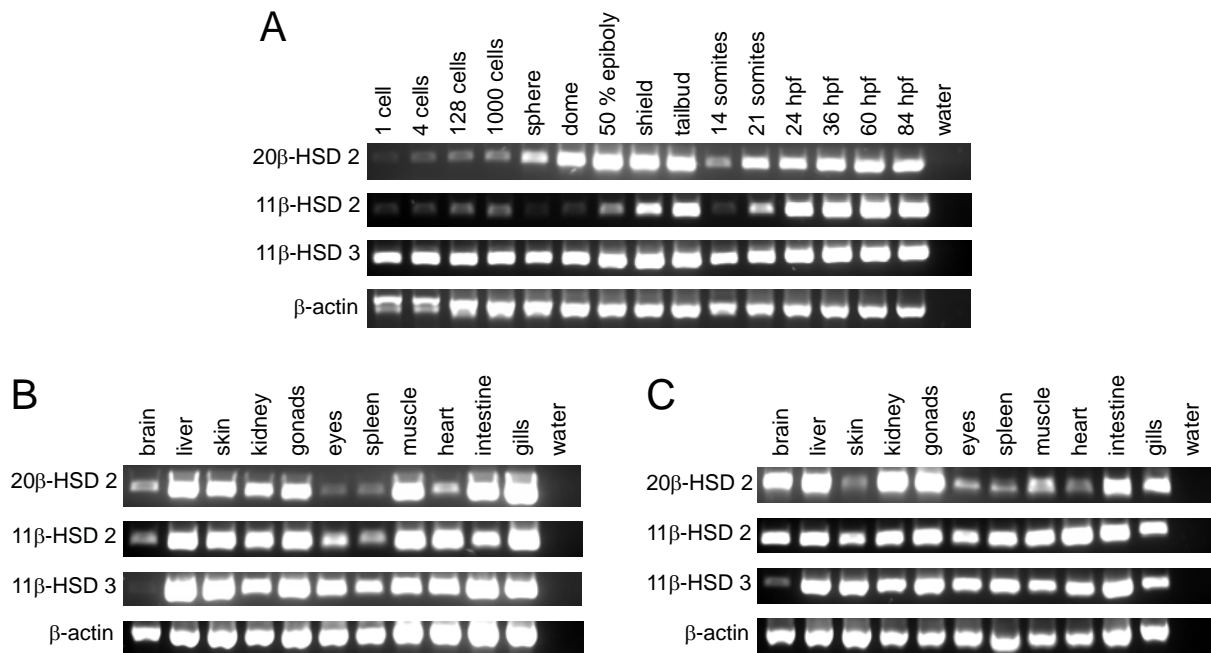 A
1 cell
4 cells
128 cells
1000 cells
sphere
dome
50 % epiboly
shield
tailbud
14 somites
21 somites
24 hpf
36 hpf
60 hpf
84 hpf
water
20β-HSD 2
11β-HSD 2
11β-HSD 3
β-actin
B
brain
liver
skin
kidney
gonads
eyes
spleen
muscle
heart
intestine
gills
water
20β-HSD 2
11β-HSD 2
11β-HSD 3
β-actin
C
brain
liver
skin
kidney
gonads
eyes
spleen
muscle
heart
intestine
gills
water
20β-HSD 2
11β-HSD 2
11β-HSD 3
β-actin